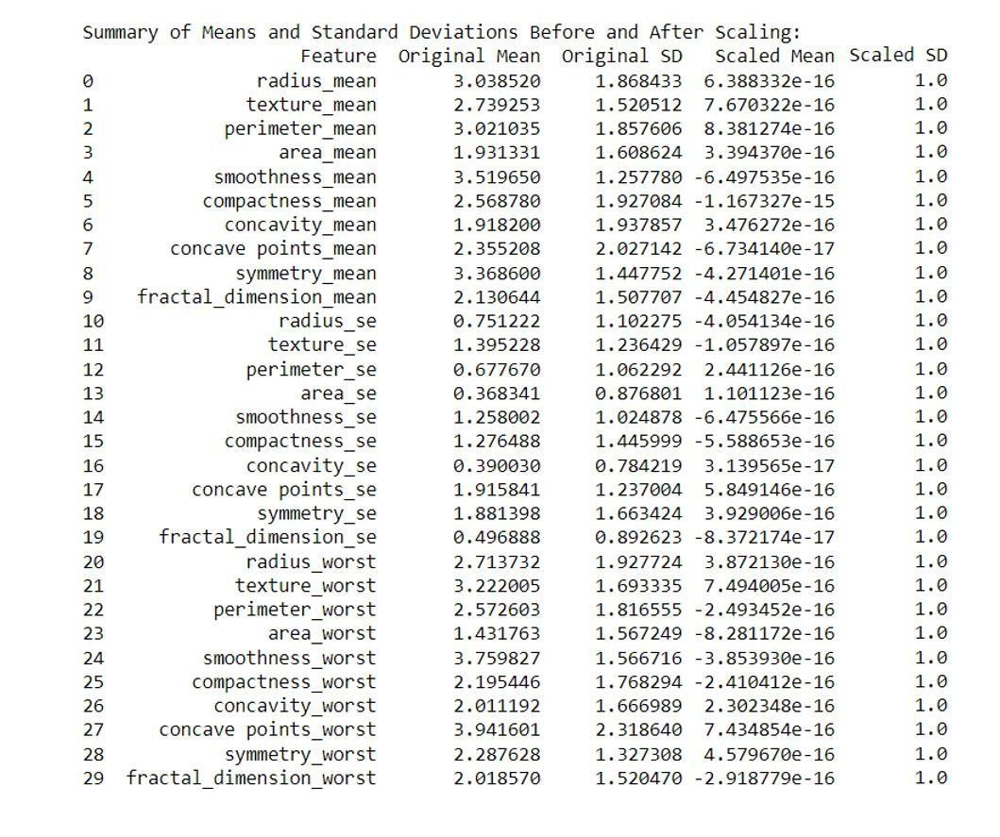 Summary of Means and Standard Deviations Before and After Scaling:
Feature Original Mean Original SD Scaled Mean Scaled SD
0 radius_mean 3.038520 1.868433 6.388332e-16 1.0
1 texture_mean 2.739253 1.520512 7.670322e-16 1.0
2 perimeter_mean 3.021035 1.857606 8.381274e-16 1.0
3 area_mean 1.931331 1.608624 3.394370e-16 1.0
4 smoothness_mean 3.519650 1.257780 -6.497535e-16 1.0
5 compactness_mean 2.568780 1.927084 -1.167327e-15 1.0
6 concavity_mean 1.918200 1.937857 3.476272e-16 1.0
7 concave points_mean 2.355208 2.027142 -6.734140e-17 1.0
8 symmetry_mean 3.368600 1.447752 -4.271401e-16 1.0
9 fractal_dimension_mean 2.130644 1.507707 -4.454827e-16 1.0
10 radius_se 0.751222 1.102275 -4.054134e-16 1.0
11 texture_se 1.395228 1.236429 -1.057897e-16 1.0
12 perimeter_se 0.677670 1.062292 2.441126e-16 1.0
13 area_se 0.368341 0.876801 1.101123e-16 1.0
14 smoothness_se 1.258002 1.024878 -6.475566e-16 1.0
15 compactness_se 1.276488 1.445999 -5.588653e-16 1.0
16 concavity_se 0.390030 0.784219 3.139565e-17 1.0
17 concave points_se 1.915841 1.237004 5.849146e-16 1.0
18 symmetry_se 1.881398 1.663424 3.929006e-16 1.0
19 fractal_dimension_se 0.496888 0.892623 -8.372174e-17 1.0
20 radius_worst 2.713732 1.927724 3.872130e-16 1.0
21 texture_worst 3.222005 1.693335 7.494005e-16 1.0
22 perimeter_worst 2.572603 1.816555 -2.493452e-16 1.0
23 area_worst 1.431763 1.567249 -8.281172e-16 1.0
24 smoothness_worst 3.759827 1.566716 -3.853930e-16 1.0
25 compactness_worst 2.195446 1.768294 -2.410412e-16 1.0
26 concavity_worst 2.011192 1.666989 2.302348e-16 1.0
27 concave points_worst 3.941601 2.318640 7.434854e-16 1.0
28 symmetry_worst 2.287628 1.327308 4.579670e-16 1.0
29 fractal_dimension_worst 2.018570 1.520470 -2.918779e-16 1.0